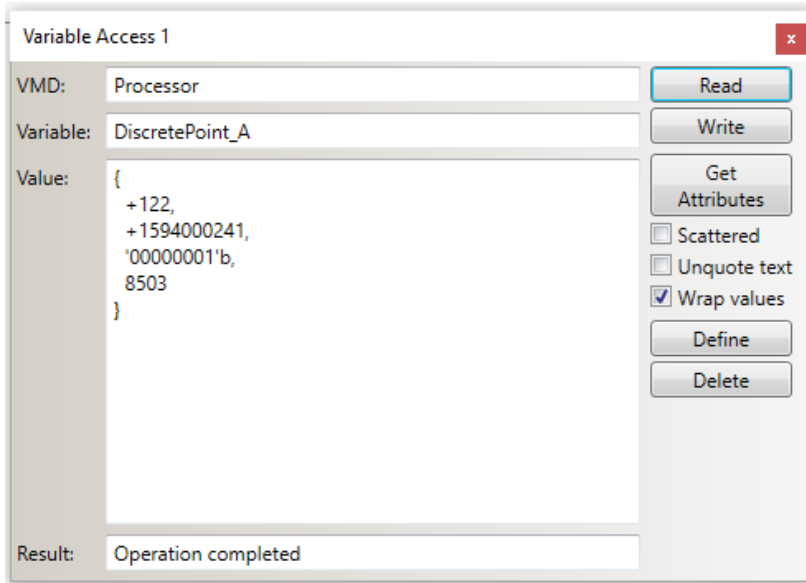 Variable Access 1
x
VMD:
Processor
Read
Variable:
DiscretePoint_A
Write
Value:
{
+122,
+1594000241,
'00000001'b,
8503
}
Get
Attributes
Scattered
Unquote text
Wrap values
Define
Delete
Result:
Operation completed